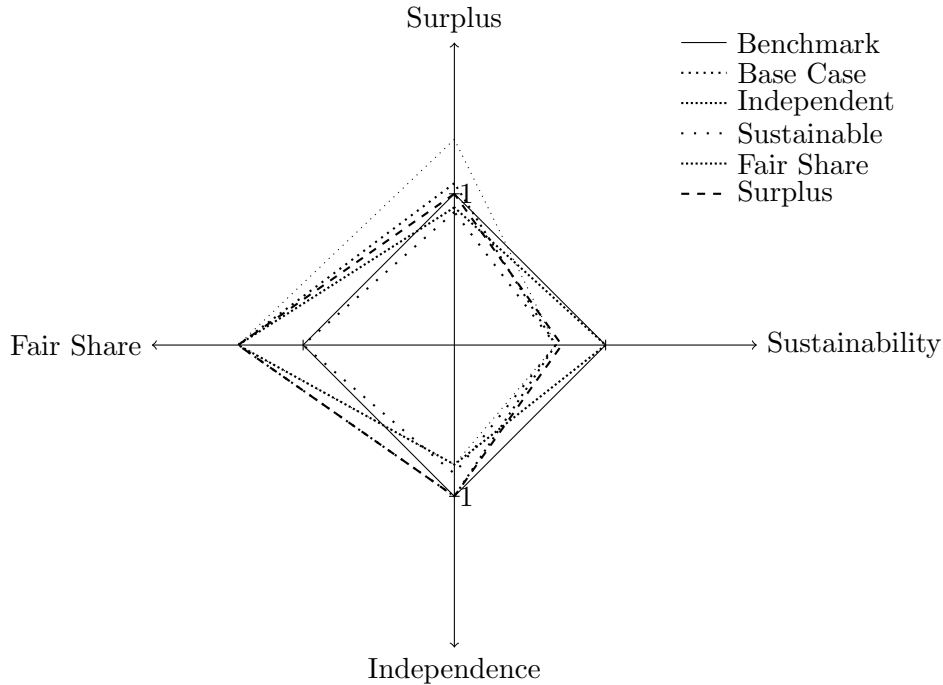 Surplus
Benchmark
Base Case
Independent
Sustainable
Fair Share
Surplus
1
Fair Share
Sustainability
1
Independence